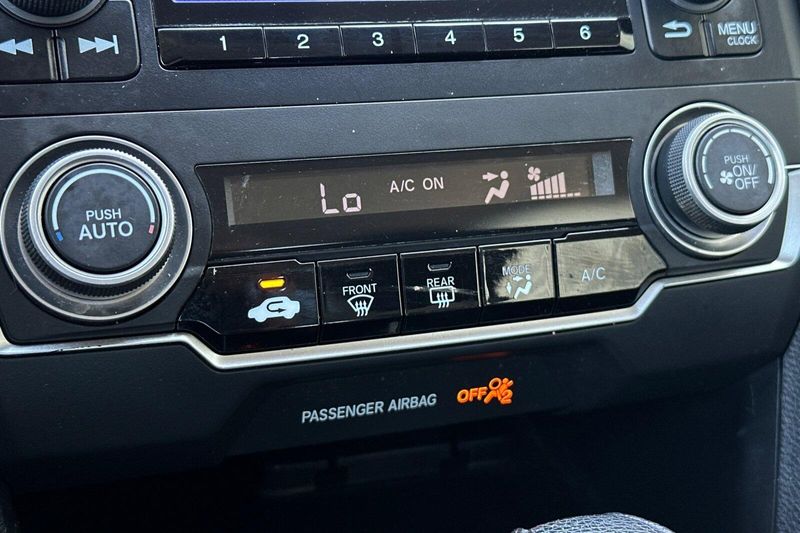 1 2 3 4 5 6
MENU
CLOCK
PUSH
AUTO
Lo A/C ON
PUSH
ON/
OFF
FRONT
REAR
MODE
A/C
PASSENGER AIRBAG OFF 2